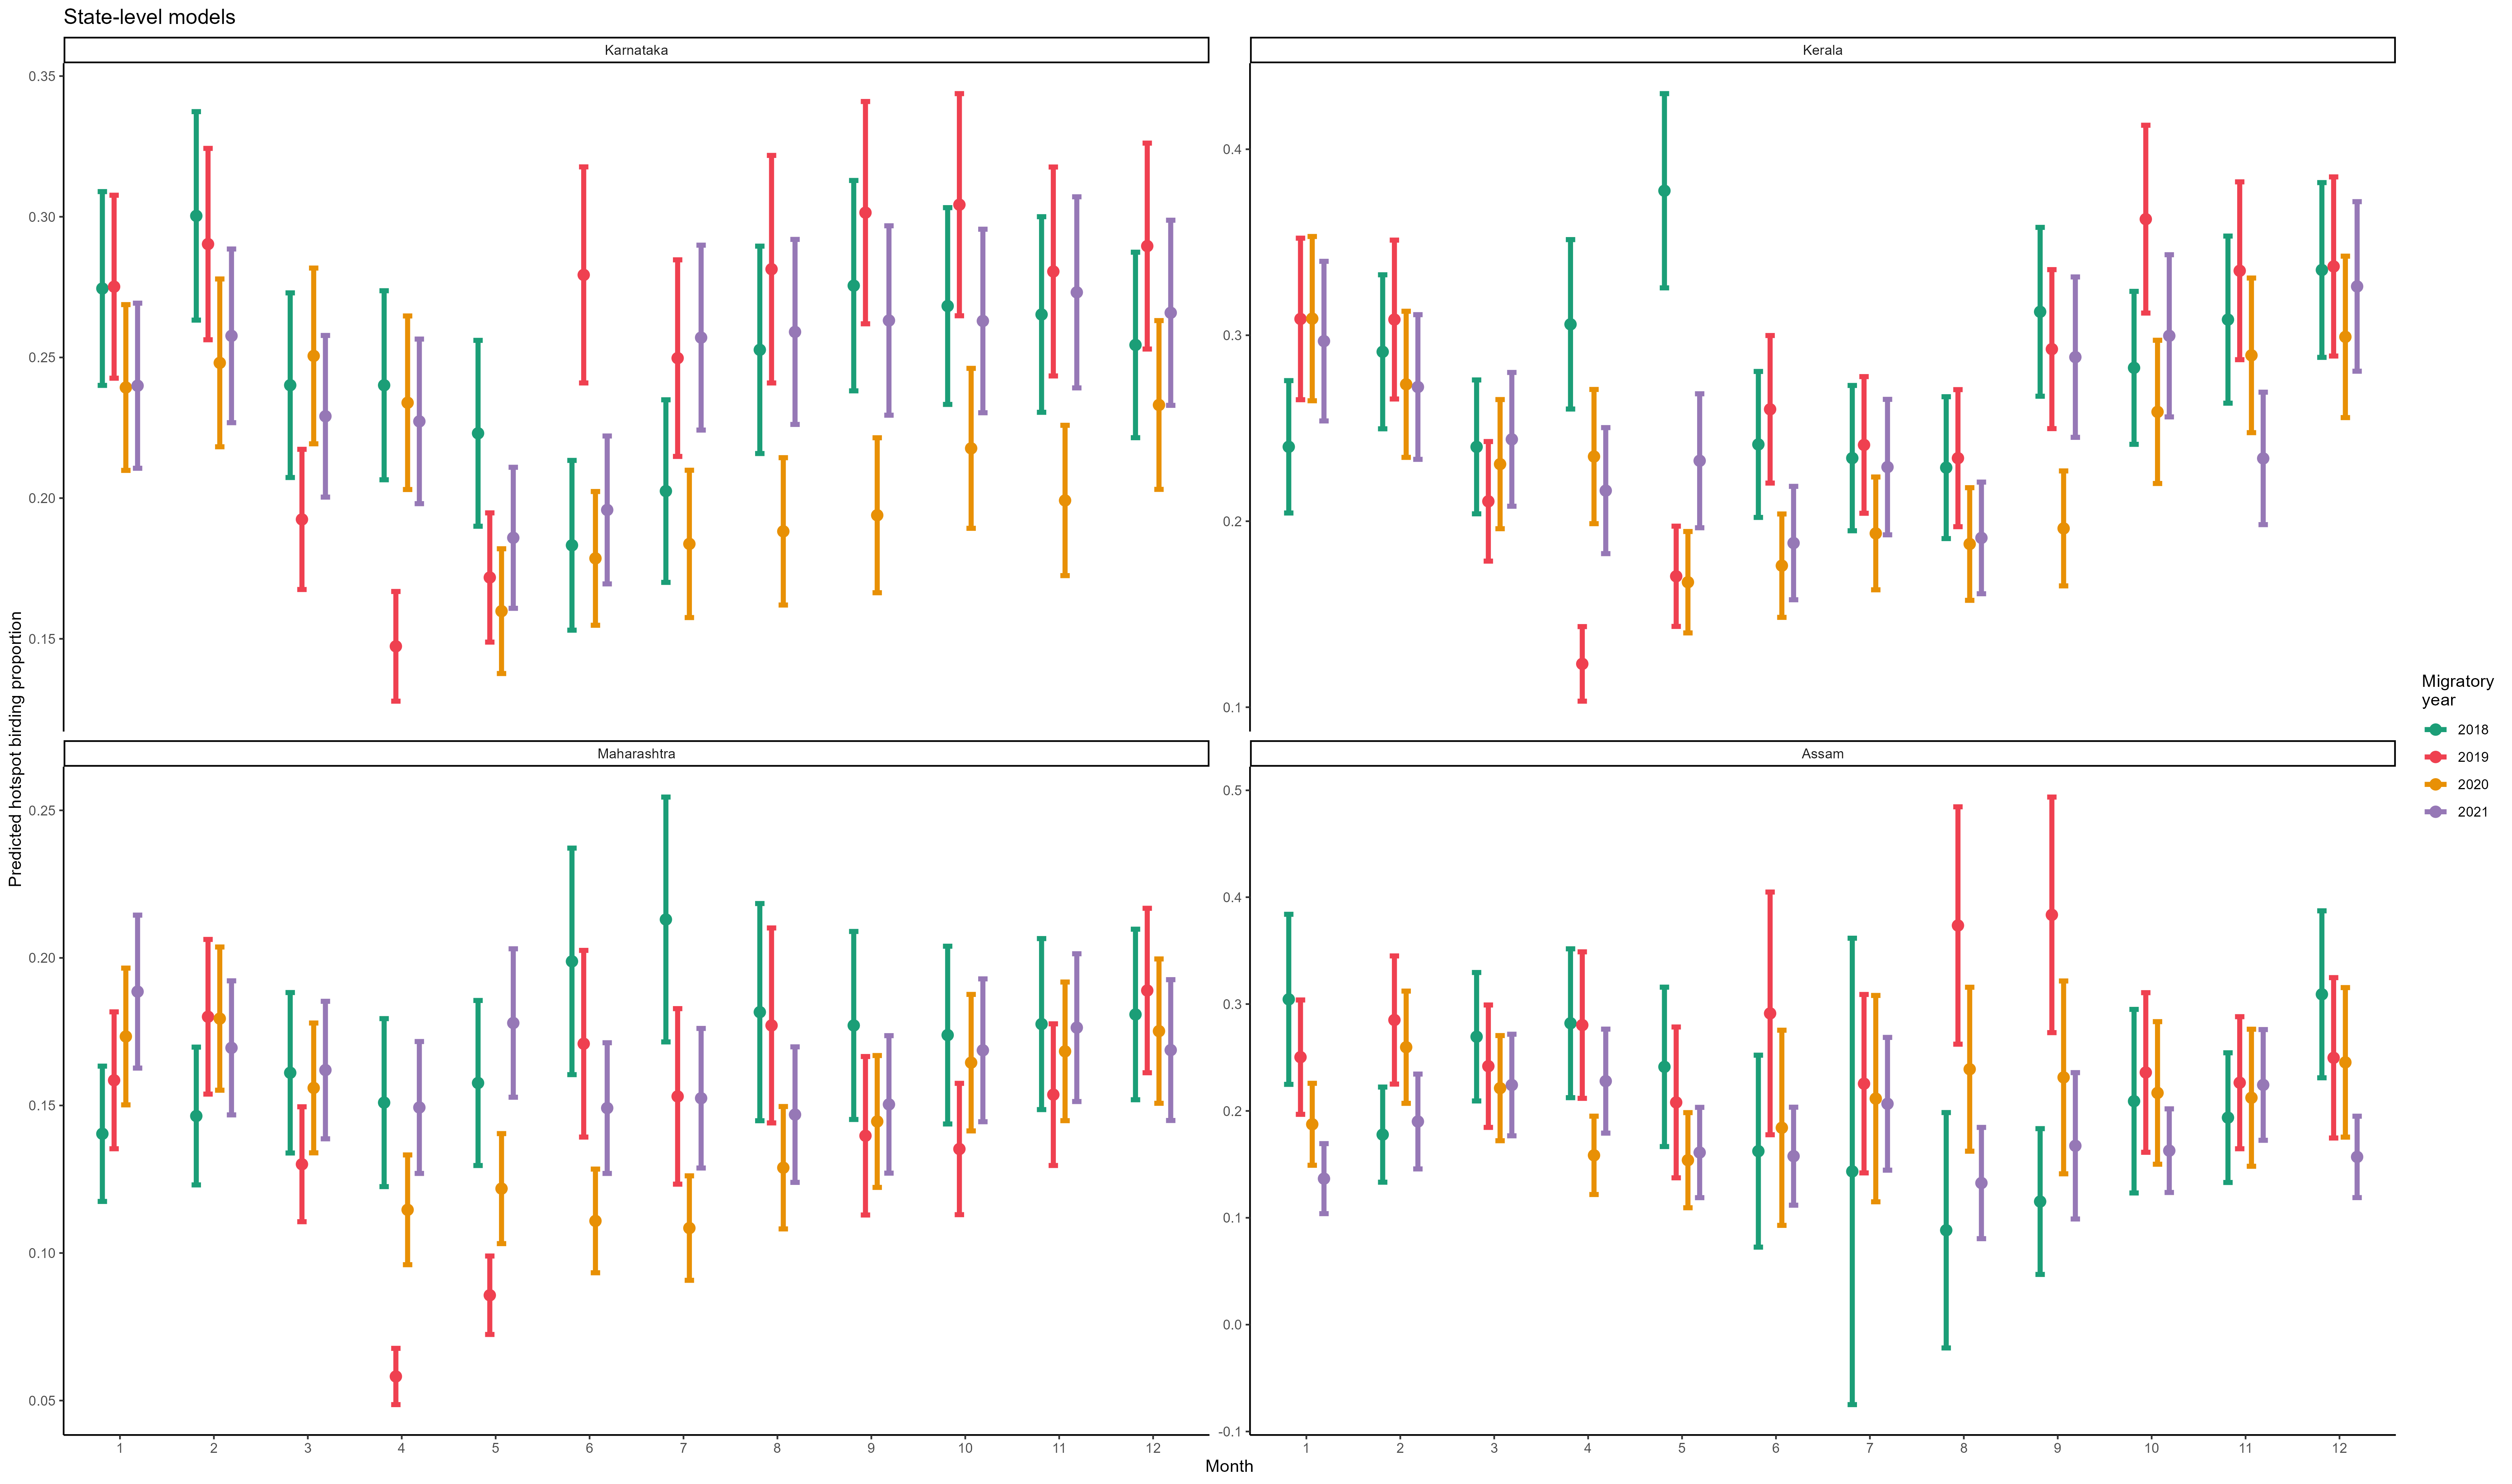 State-level models
Karnataka
Kerala
0.35
0.30
0.25
0.20
0.15
0.4
0.3
0.2
0.1
Predicted hotspot birding proportion
Maharashtra
Assam
0.25
0.20
0.15
0.10
0.05
0.5
0.4
0.3
0.2
0.1
0.0
-0.1
1 2 3 4 5 6 7 8 9 10 11 12
1 2 3 4 5 6 7 8 9 10 11 12
Month
Migratory
year
2018
2019
2020
2021